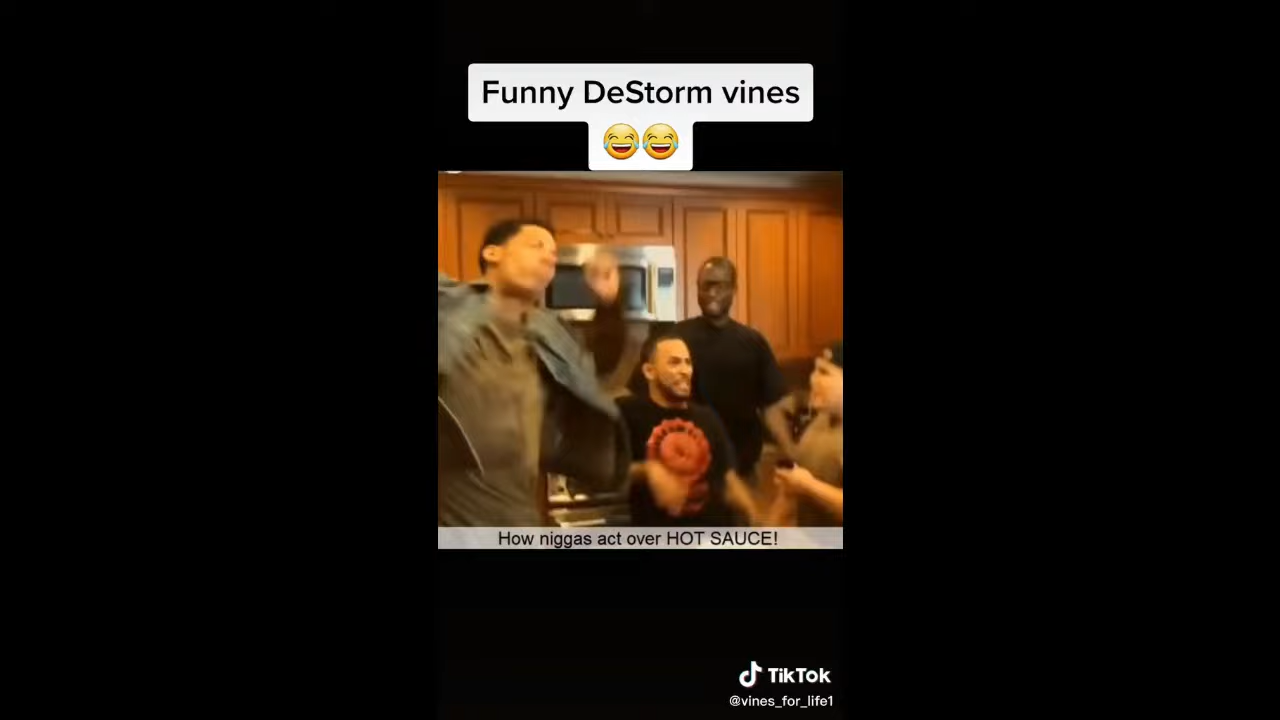 Funny DeStorm vines
😂😂
How niggas act over HOT SAUCE!
TikTok
@vines_for_life1